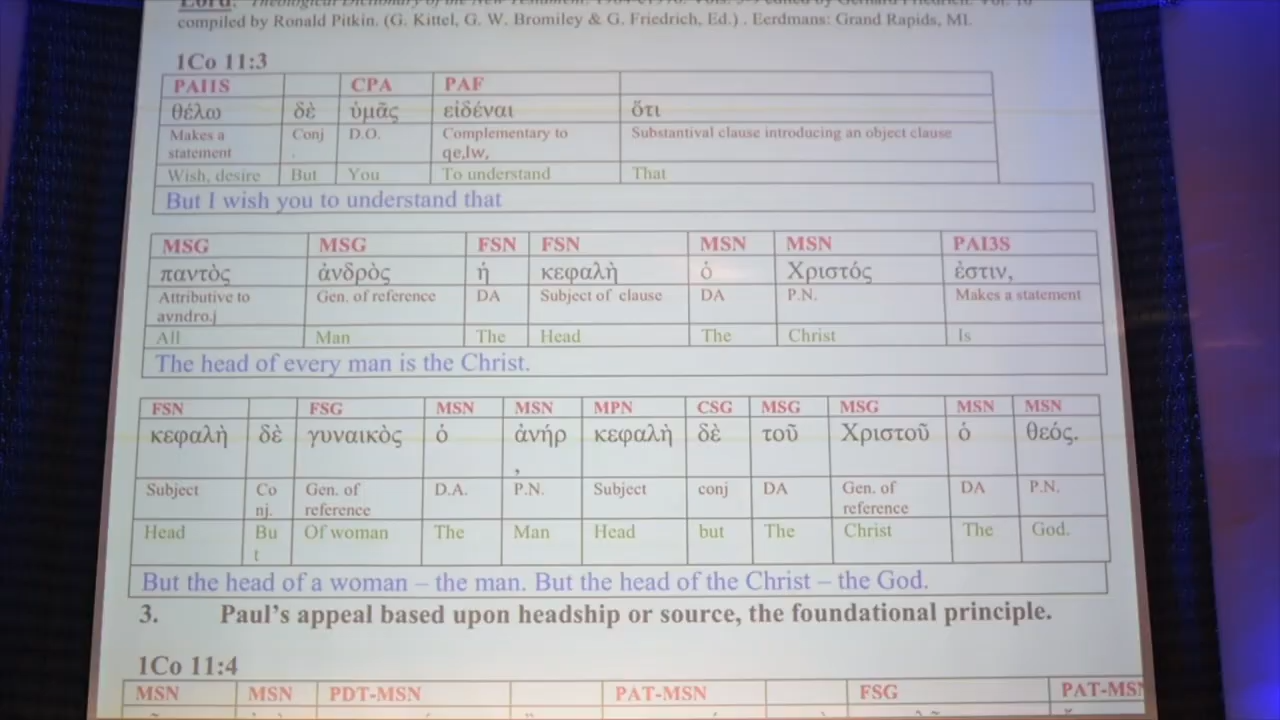 compiled by Ronald Pitkin. (G. Kittel, G. W. Bromiley & G. Friedrich, Ed.) . Eerdmans: Grand Rapids, MI.
1Co 11:3
PAI1S CPA PAF
θέλω δὲ ὑμᾶς εἰδέναι ὅτι
Makes a statement Conj . D.O. Complementary to qe,lw, Substantival clause introducing an object clause
Wish, desire But You To understand That
But I wish you to understand that
MSG MSG FSN FSN MSN MSN PAI3S
παντὸς ἀνδρὸς ἡ κεφαλὴ ὁ Χριστός ἐστιν,
Attributive to avndro.j Gen. of reference DA Subject of clause DA P.N. Makes a statement
All Man The Head The Christ Is
The head of every man is the Christ.
FSN FSG MSN MSN MPN CSG MSG MSG MSN MSN
κεφαλὴ δὲ γυναικὸς ὁ ἀνήρ , κεφαλὴ δὲ τοῦ Χριστοῦ ὁ θεός.
Subject Co nj. Gen. of reference D.A. P.N. Subject conj DA Gen. of reference DA P.N.
Head Bu t Of woman The Man Head but The Christ The God.
But the head of a woman – the man. But the head of the Christ – the God.
3. Paul's appeal based upon headship or source, the foundational principle.
1Co 11:4
MSN MSN PDT-MSN PAT-MSN FSG PAT-MSN